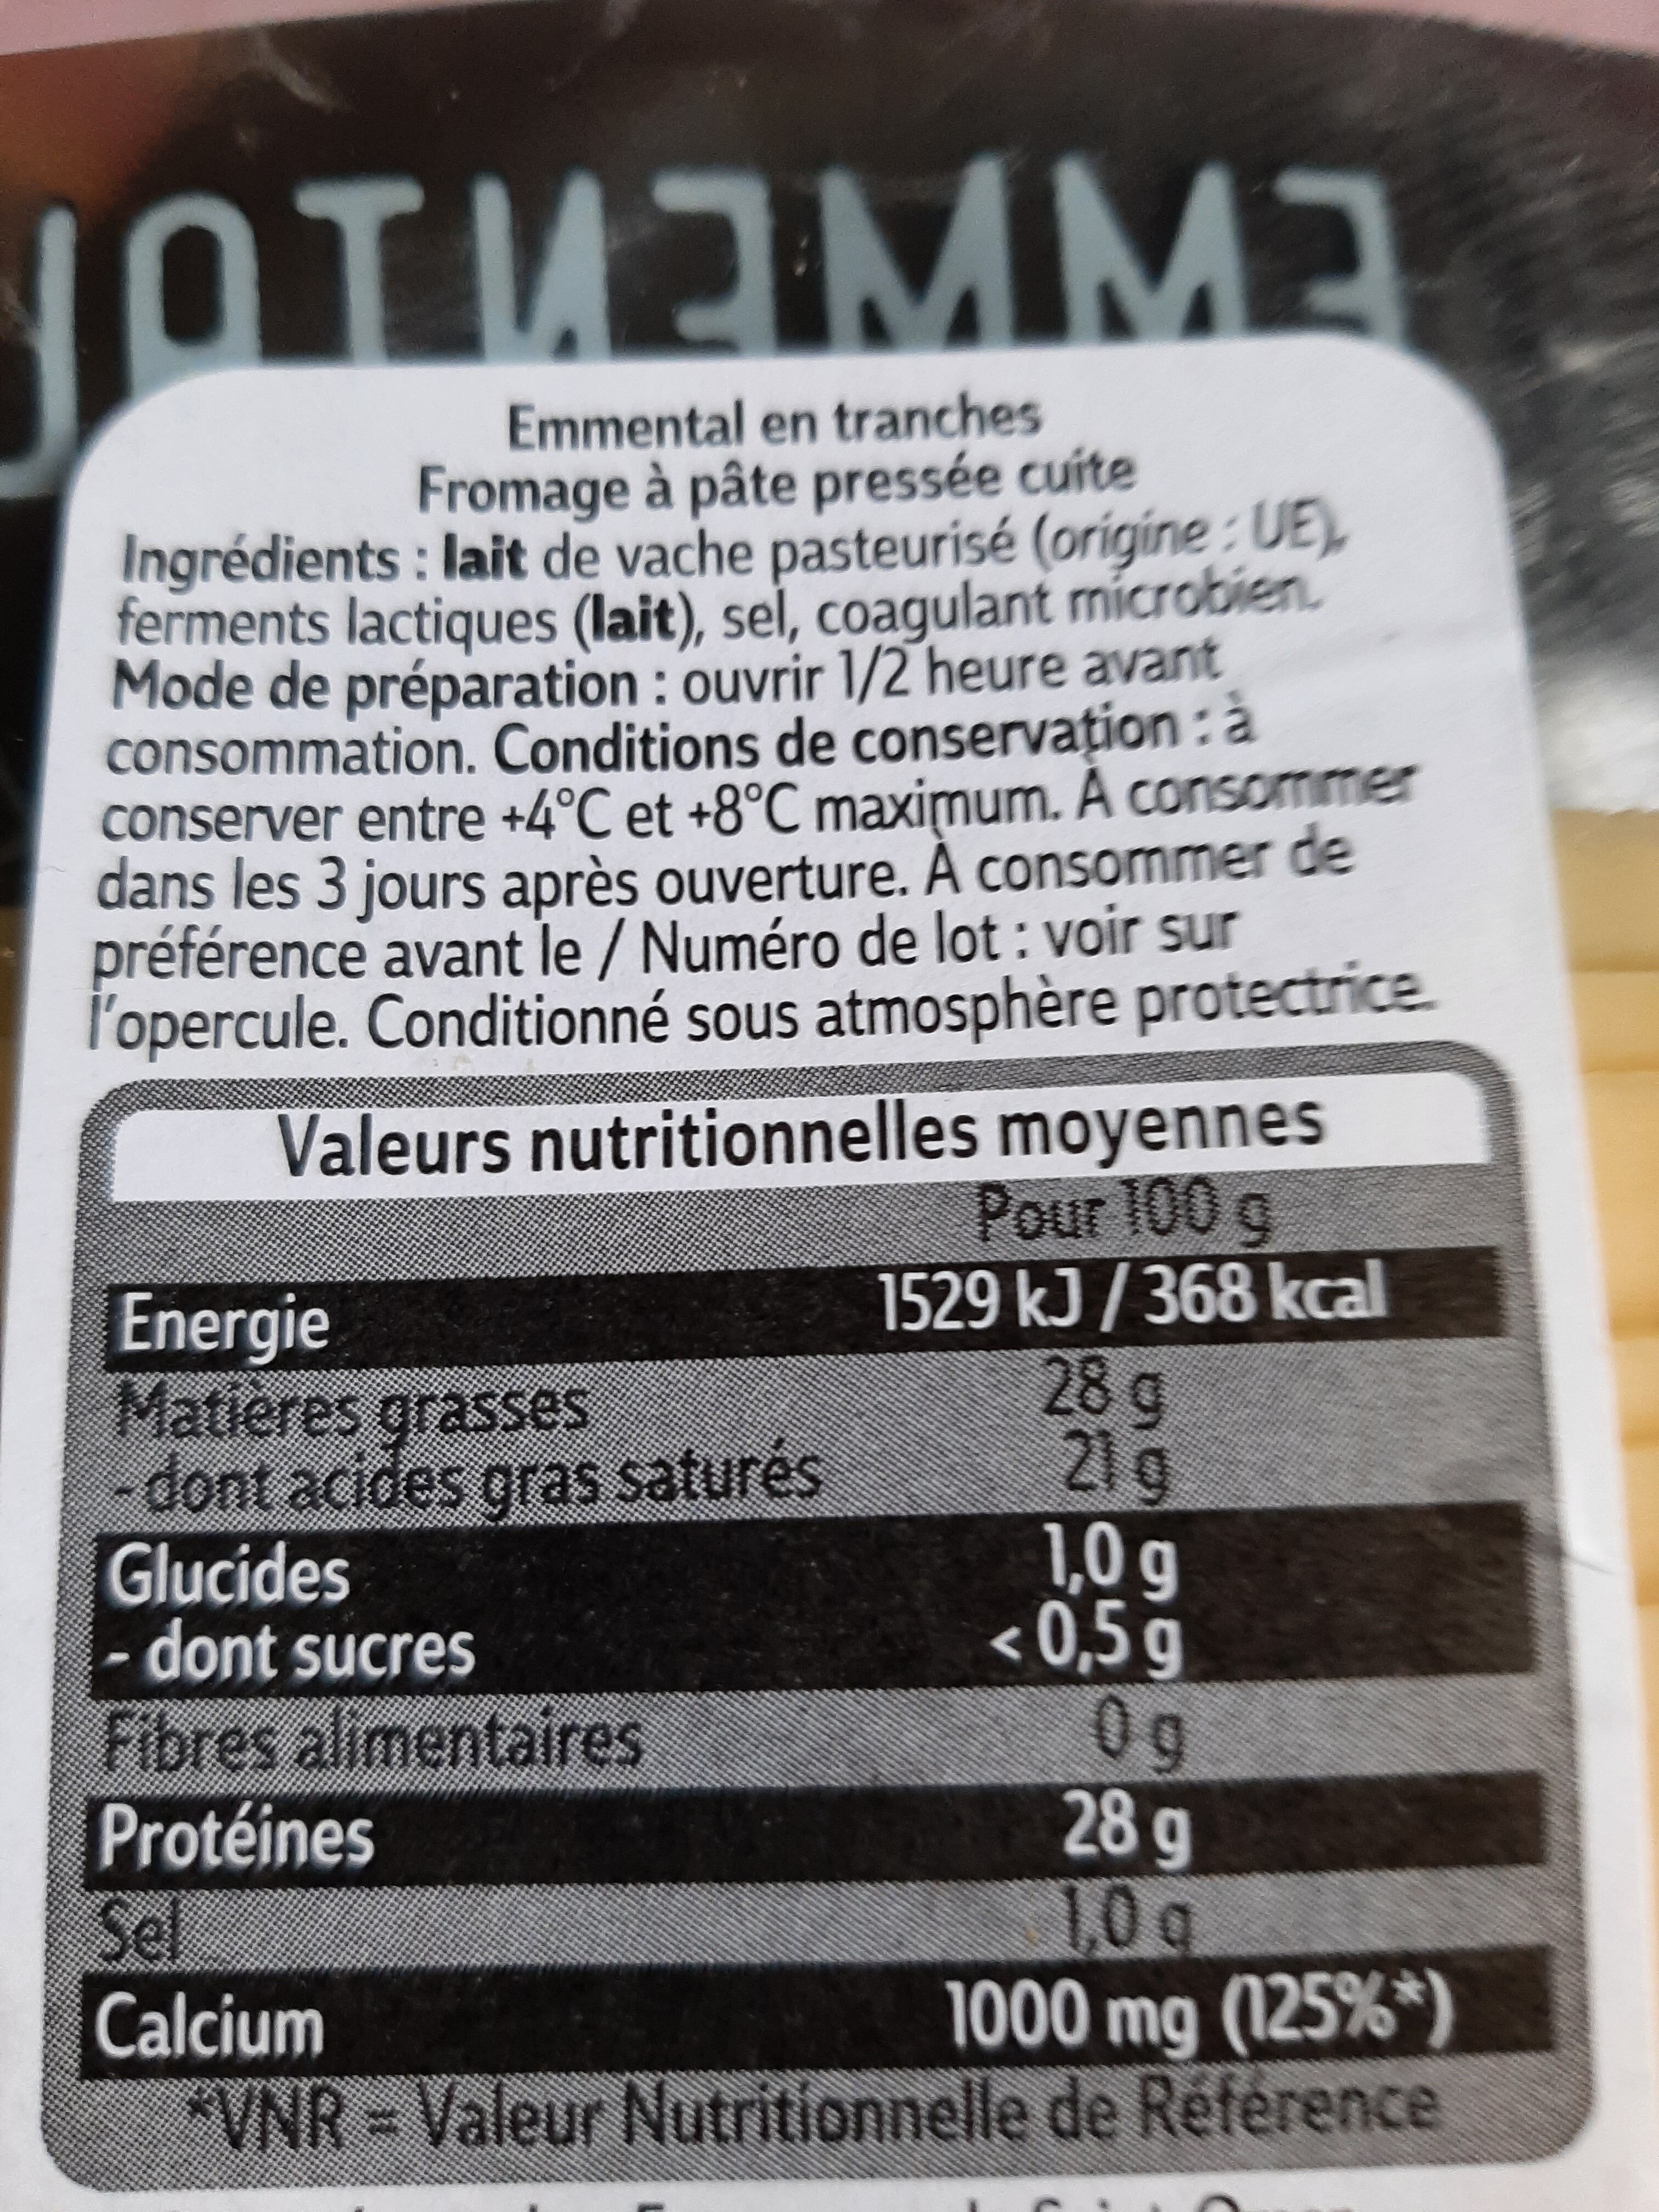 EMMENTAL
Emmental en tranches
Fromage à pâte pressée cuite
Ingrédients : lait de vache pasteurisé (origine : UE),
ferments lactiques (lait), sel, coagulant microbien.
Mode de préparation : ouvrir 1/2 heure avant
consommation. Conditions de conservation : à
conserver entre +4°C et +8°C maximum. À consommer
dans les 3 jours après ouverture. À consommer de
préférence avant le / Numéro de lot : voir sur
l'opercule. Conditionné sous atmosphère protectrice.
Valeurs nutritionnelles moyennes
Pour 100 g
Energie 1529 kJ / 368 kcal
Matières grasses 28 g
- dont acides gras saturés 21 g
Glucides 1,0 g
- dont sucres < 0,5 g
Fibres alimentaires 0 g
Protéines 28 g
Sel 1,0 g
Calcium 1000 mg (125%*)
*VNR = Valeur Nutritionnelle de Référence